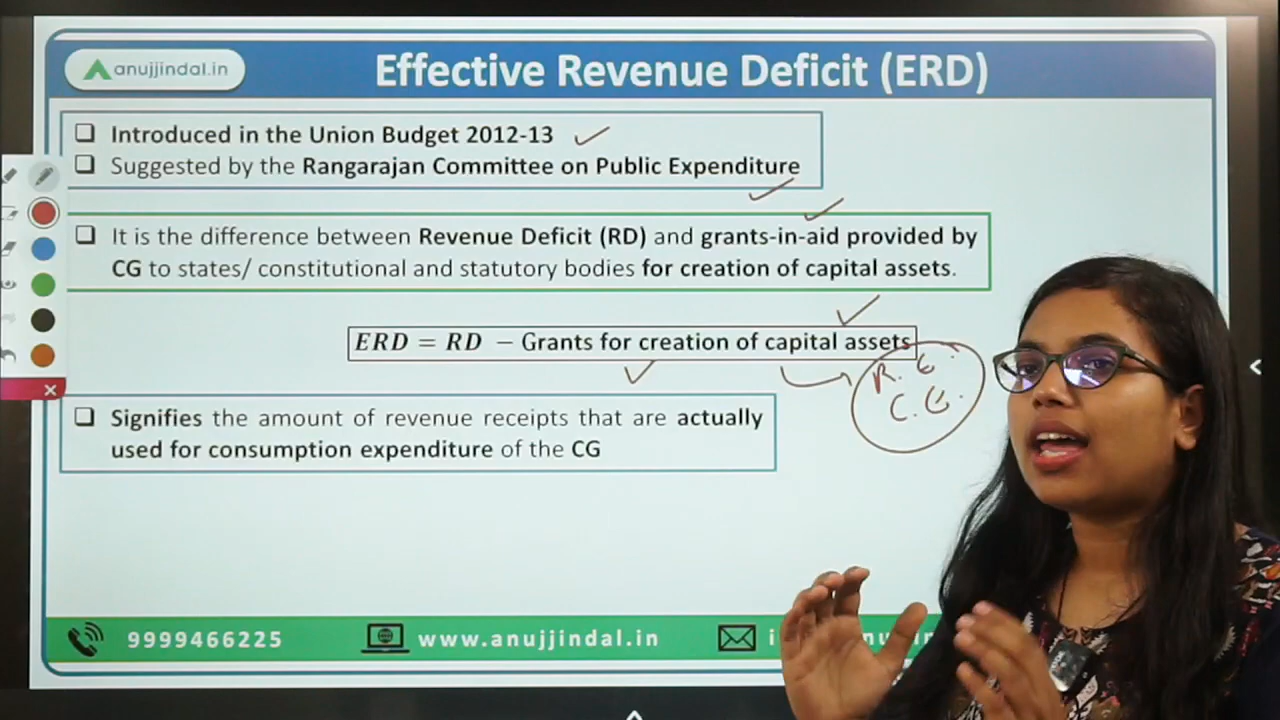 anujjindal.in
Effective Revenue Deficit (ERD)
Introduced in the Union Budget 2012-13
Suggested by the Rangarajan Committee on Public Expenditure
It is the difference between Revenue Deficit (RD) and grants-in-aid provided by
CG to states/ constitutional and statutory bodies for creation of capital assets.
ERD = RD − Grants for creation of capital assets
R. E.
C. E.
Signifies the amount of revenue receipts that are actually
used for consumption expenditure of the CG
9999466225
www.anujjindal.in